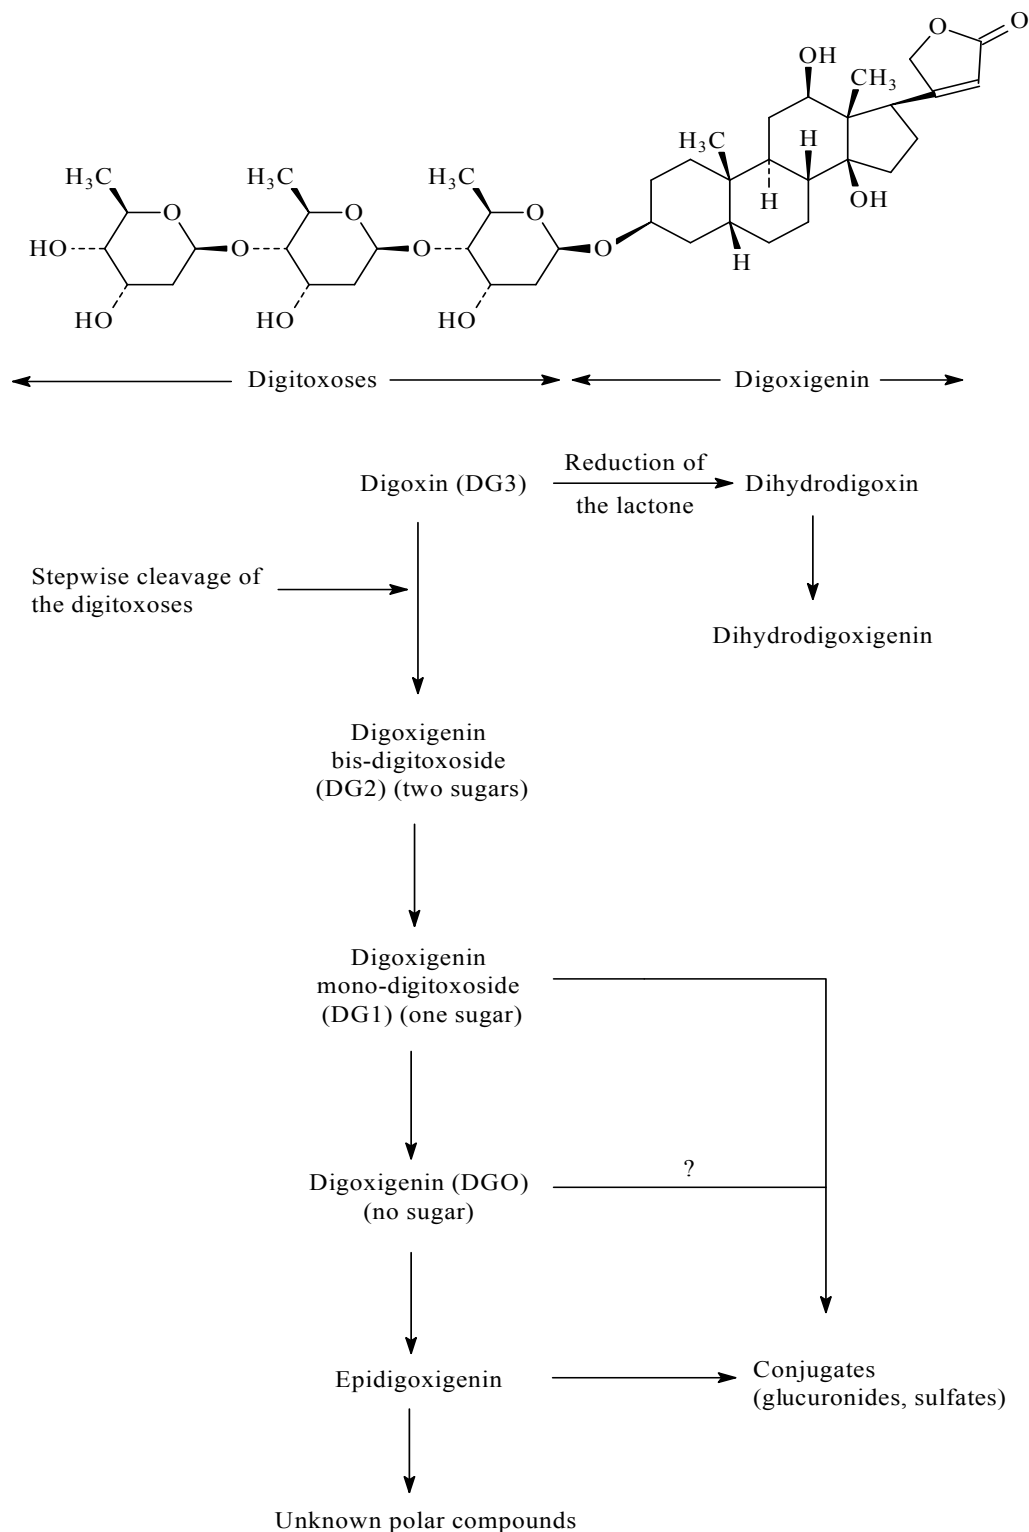 O
O
OH
CH3
H3C
H
H
OH
H
H3C
H3C
H3C
O
O
O
HO
O
O
O
HO
HO
HO
Digitoxoses
Digoxigenin
Digoxin (DG3)
Reduction of
the lactone
Dihydrodigoxin
Stepwise cleavage of
the digitoxoses
Dihydrodigoxigenin
Digoxigenin
bis-digitoxoside
(DG2) (two sugars)
Digoxigenin
mono-digitoxoside
(DG1) (one sugar)
Digoxigenin (DGO)
(no sugar)
?
Epidigoxigenin
Conjugates
(glucuronides, sulfates)
Unknown polar compounds